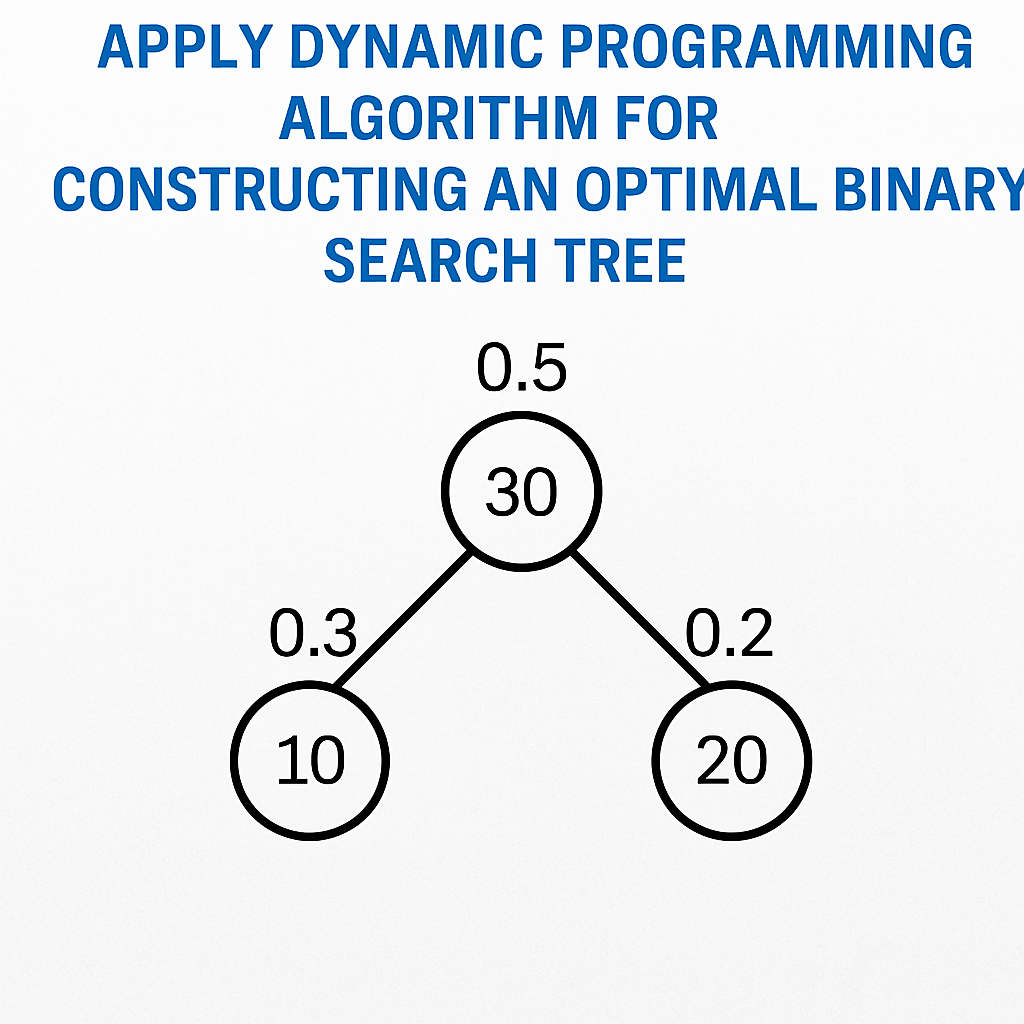 APPLY DYNAMIC PROGRAMMING
ALGORITHM FOR
CONSTRUCTING AN OPTIMAL BINARY
SEARCH TREE
0.5
30
0.3
0.2
10
20